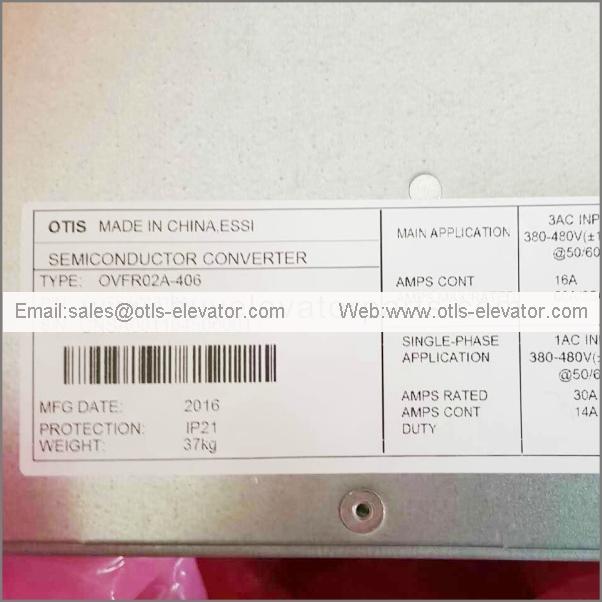 OTIS MADE IN CHINA.ESSI
SEMICONDUCTOR CONVERTER
TYPE: OVFR02A-406
Email:sales@otls-elevator.com
Web:www.otls-elevator.com
MFG DATE: 2016
PROTECTION: IP21
WEIGHT: 37kg
MAIN APPLICATION
3AC INP
380-480V(±1
@50/60
AMPS CONT 16A
SINGLE-PHASE
APPLICATION
1AC IN
380-480V(±
@50/6
AMPS RATED 30A
AMPS CONT 14A
DUTY